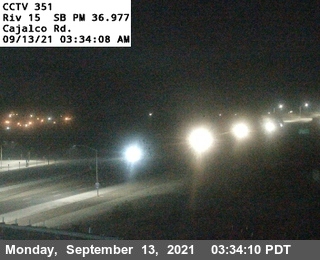 CCTV 351
Riv 15 SB PM 36.977
Cajalco Rd.
09/13/21 03:34:08 AM
Monday, September 13, 2021 03:34:10 PDT